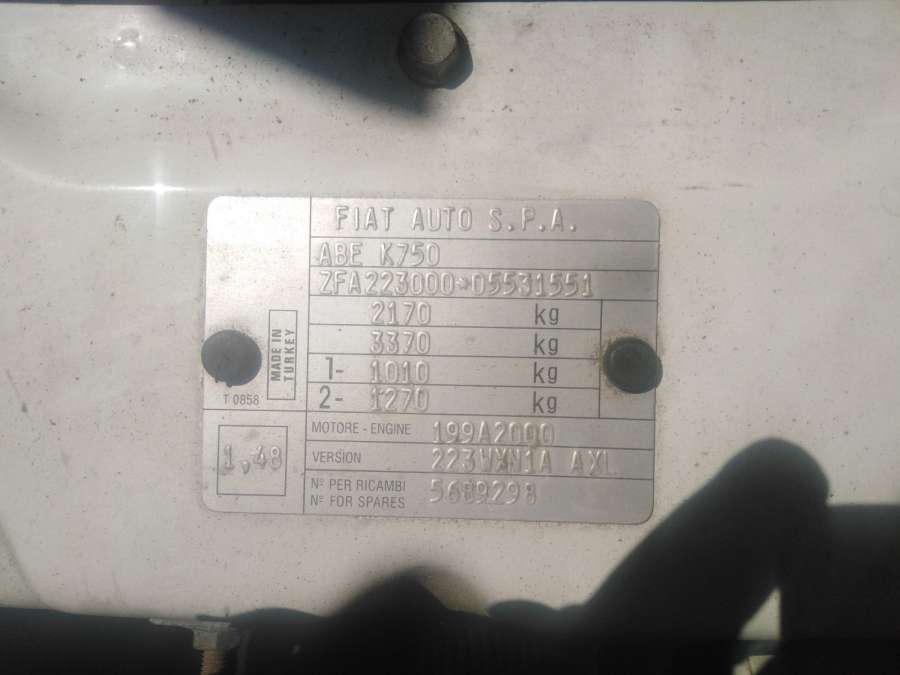 FIAT AUTO S.P.A.
ABE K750
ZFA223000*05531551
2170 kg
3370 kg
1- 1010 kg
2- 1270 kg
MADE IN TURKEY
T 0858
MOTORE - ENGINE 199A2000
1,48
VERSION 223WXN1A AXL
Nº PER RICAMBI
Nº FOR SPARES 5689298